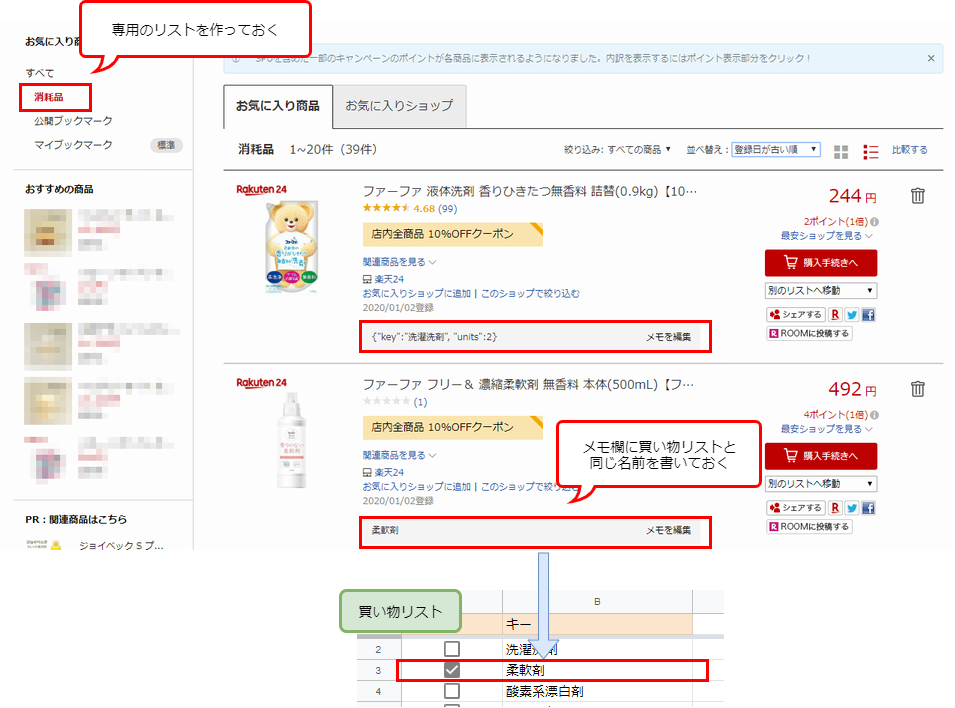 専用のリストを作っておく
お気に入り商
すべて
消耗品
公開ブックマーク
マイブックマーク 標準
おすすめの商品
PR：関連商品はこちら
ジョイベックＳプ...
SPUを含めた一部のキャンペーンのポイントが各商品に表示されるようになりました。内訳を表示するにはポイント表示部分をクリック！ ×
お気に入り商品 お気に入りショップ
消耗品 1~20件（39件） 絞り込み: すべての商品 ▼ 並べ替え： 登録日が古い順 ▼ 比較する
Rakuten 24
ファーファ 液体洗剤 香りひきたつ無香料 詰替(0.9kg)【10…
4.68 (99)
店内全商品 10％OFFクーポン
関連商品を見る
楽天24
お気に入りショップに追加 | このショップで絞り込む
2020/01/02登録
{"key":"洗濯洗剤", "units":2} メモを編集
244 円
2ポイント(1倍)
最安ショップを見る
購入手続きへ
別のリストへ移動 ▼
シェアする R f
R ROOMに投稿する
Rakuten 24
ファーファ フリー＆ 濃縮柔軟剤 無香料 本体(500mL)【フ…
(1)
店内全商品 10％OFFクーポン
関連商品を見る
楽天24
お気に入りショップに追加 | このショップで絞り込む
2020/01/02登録
柔軟剤 メモを編集
492 円
4ポイント(1倍)
最安ショップを見る
購入手続きへ
別のリストへ移動 ▼
シェアする R f
R ROOMに投稿する
メモ欄に買い物リストと
同じ名前を書いておく
買い物リスト
B
キー
2 洗濯洗剤
3 柔軟剤
4 酸素系漂白剤